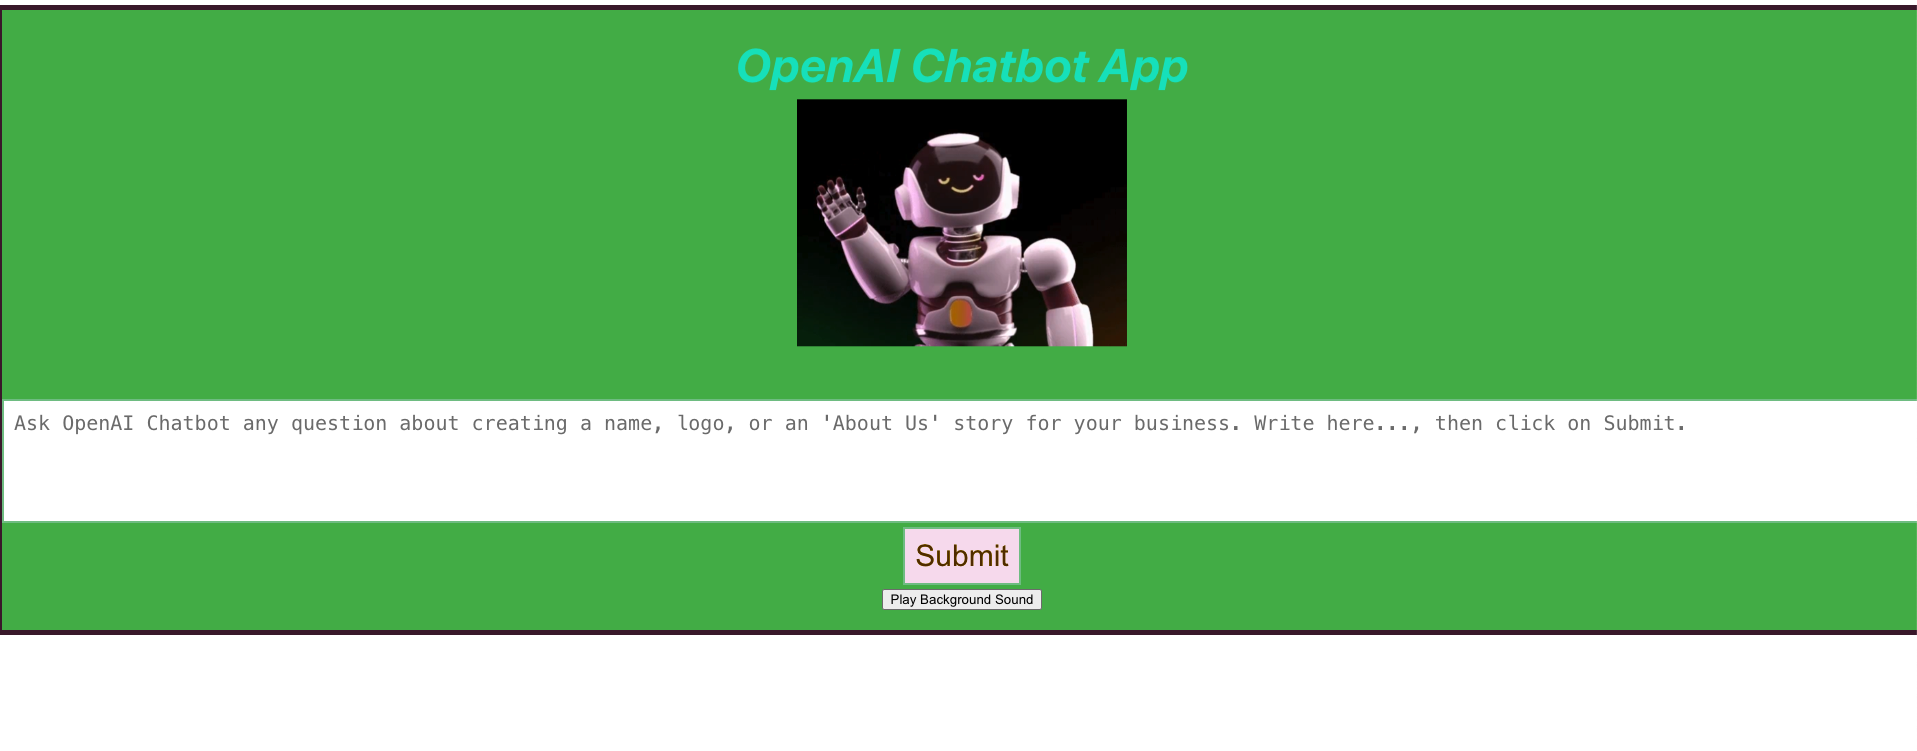 OpenAI Chatbot App
Ask OpenAI Chatbot any question about creating a name, logo, or an 'About Us' story for your business. Write here..., then click on Submit.
Submit
Play Background Sound